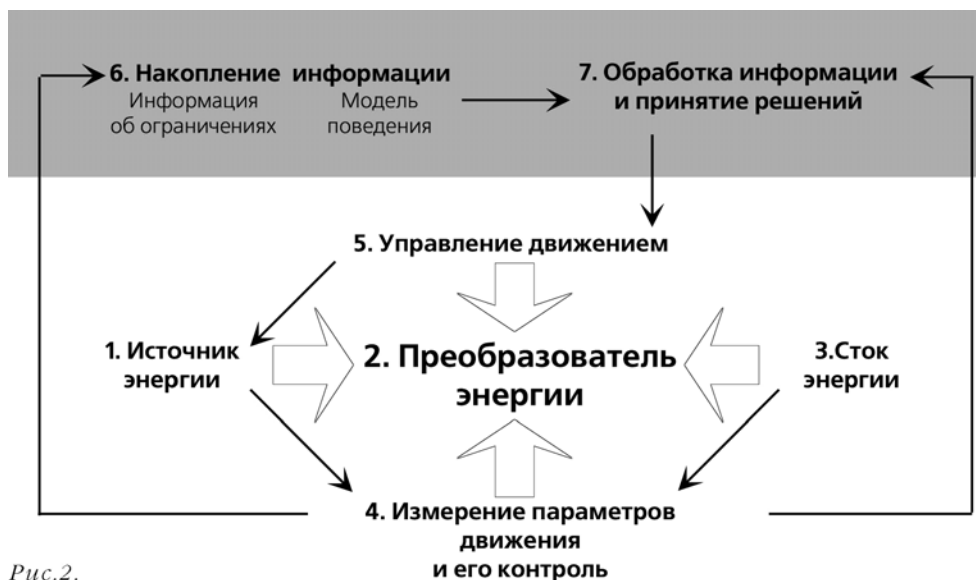 6. Накопление информации
Информация
об ограничениях
Модель
поведения
7. Обработка информации
и принятие решений
5. Управление движением
1. Источник
энергии
2. Преобразователь
энергии
3.Сток
энергии
4. Измерение параметров
движения
и его контроль
Рис.2.